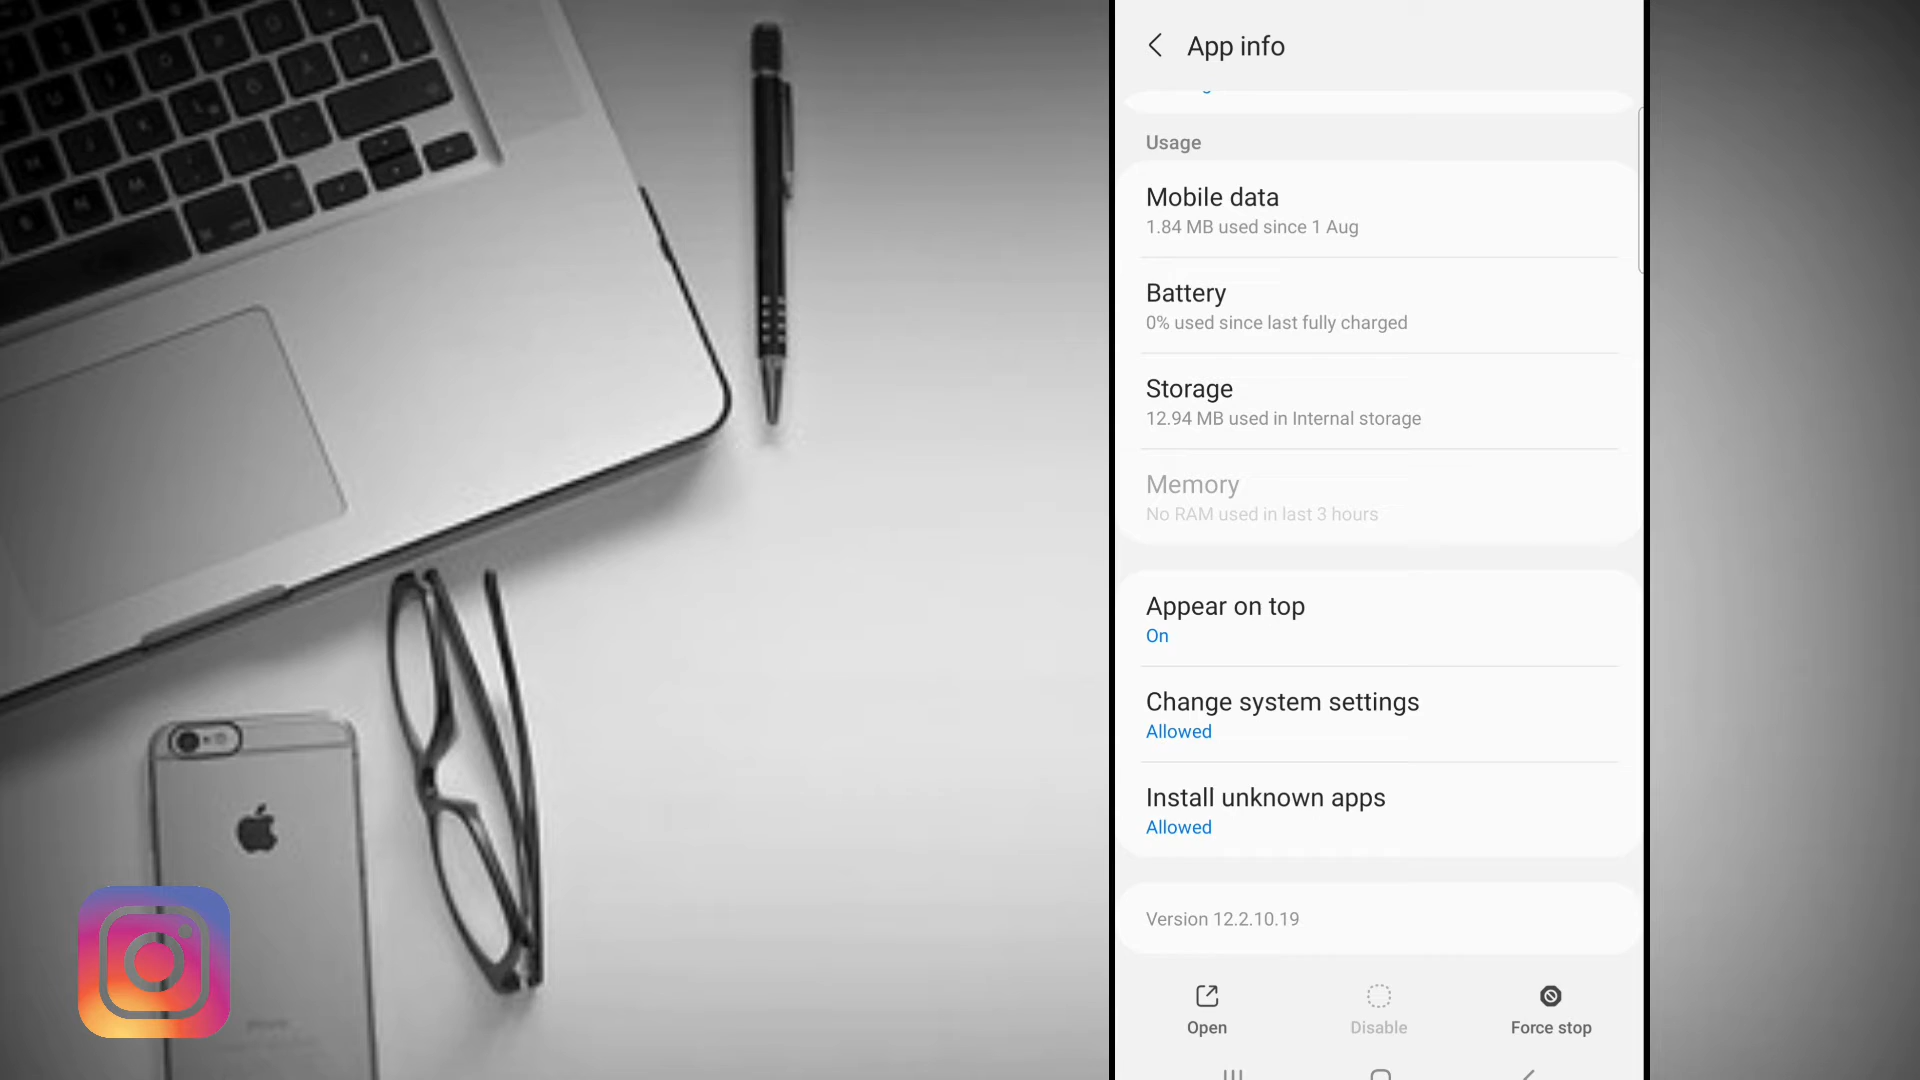 App info
Usage
Mobile data
1.84 MB used since 1 Aug
Battery
0% used since last fully charged
Storage
12.94 MB used in Internal storage
Memory
No RAM used in last 3 hours
Appear on top
On
Change system settings
Allowed
Install unknown apps
Allowed
Version 12.2.10.19
Open
Disable
Force stop